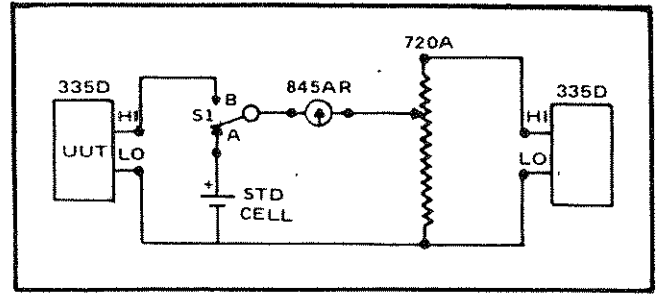 720A
335D
845AR
335D
B
HI
S1
HI
A
UUT
LO
LO
+
STD
CELL